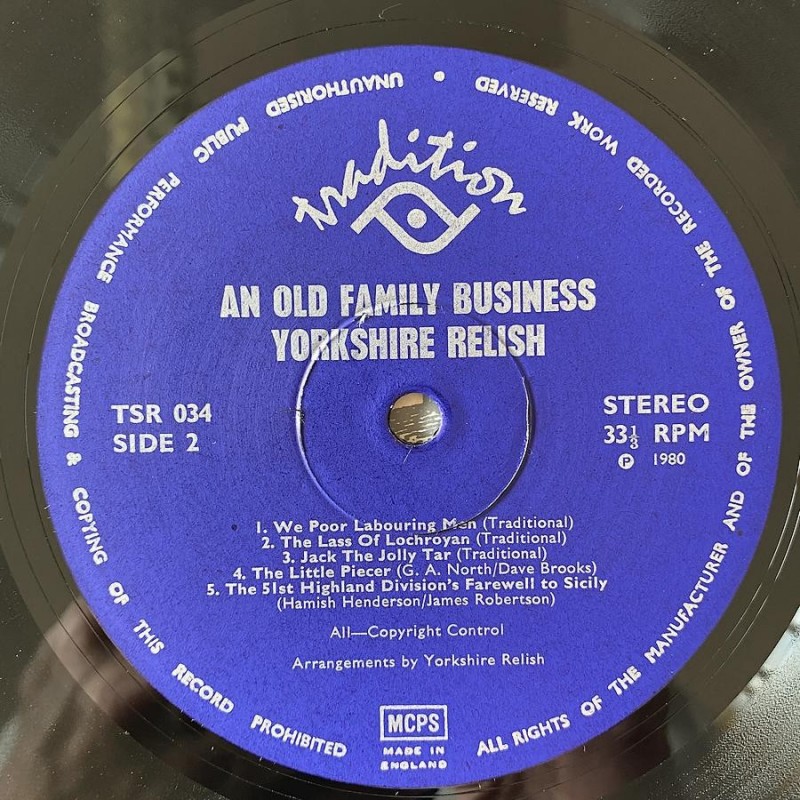 UNAUTHORISED PUBLIC PERFORMANCE BROADCASTING & COPYING OF THIS RECORD PROHIBITED
ALL RIGHTS OF THE MANUFACTURER AND OF THE OWNER OF THE RECORDED WORK RESERVED
tradition
AN OLD FAMILY BUSINESS
YORKSHIRE RELISH
TSR 034
SIDE 2
STEREO
33⅓ RPM
Ⓟ 1980
1. We Poor Labouring Men (Traditional)
2. The Lass Of Lochroyan (Traditional)
3. Jack The Jolly Tar (Traditional)
4. The Little Piecer (G. A. North/Dave Brooks)
5. The 51st Highland Division's Farewell to Sicily
(Hamish Henderson/James Robertson)
All—Copyright Control
Arrangements by Yorkshire Relish
MCPS
MADE IN
ENGLAND